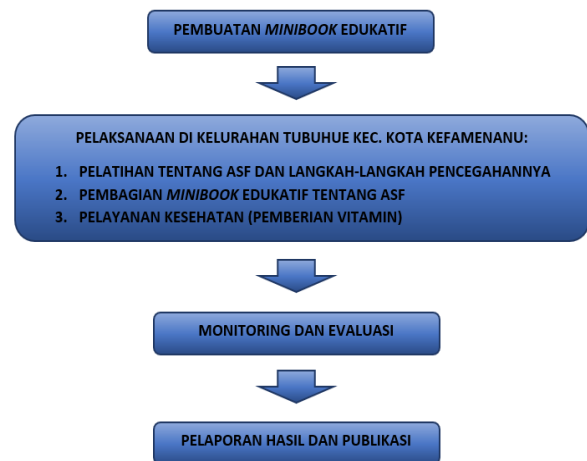 PEMBUATAN MINIBOOK EDUKATIF
PELAKSANAAN DI KELURAHAN TUBUHUE KEC. KOTA KEFAMENANU:
1. PELATIHAN TENTANG ASF DAN LANGKAH-LANGKAH PENCEGAHANNYA
2. PEMBAGIAN MINIBOOK EDUKATIF TENTANG ASF
3. PELAYANAN KESEHATAN (PEMBERIAN VITAMIN)
MONITORING DAN EVALUASI
PELAPORAN HASIL DAN PUBLIKASI